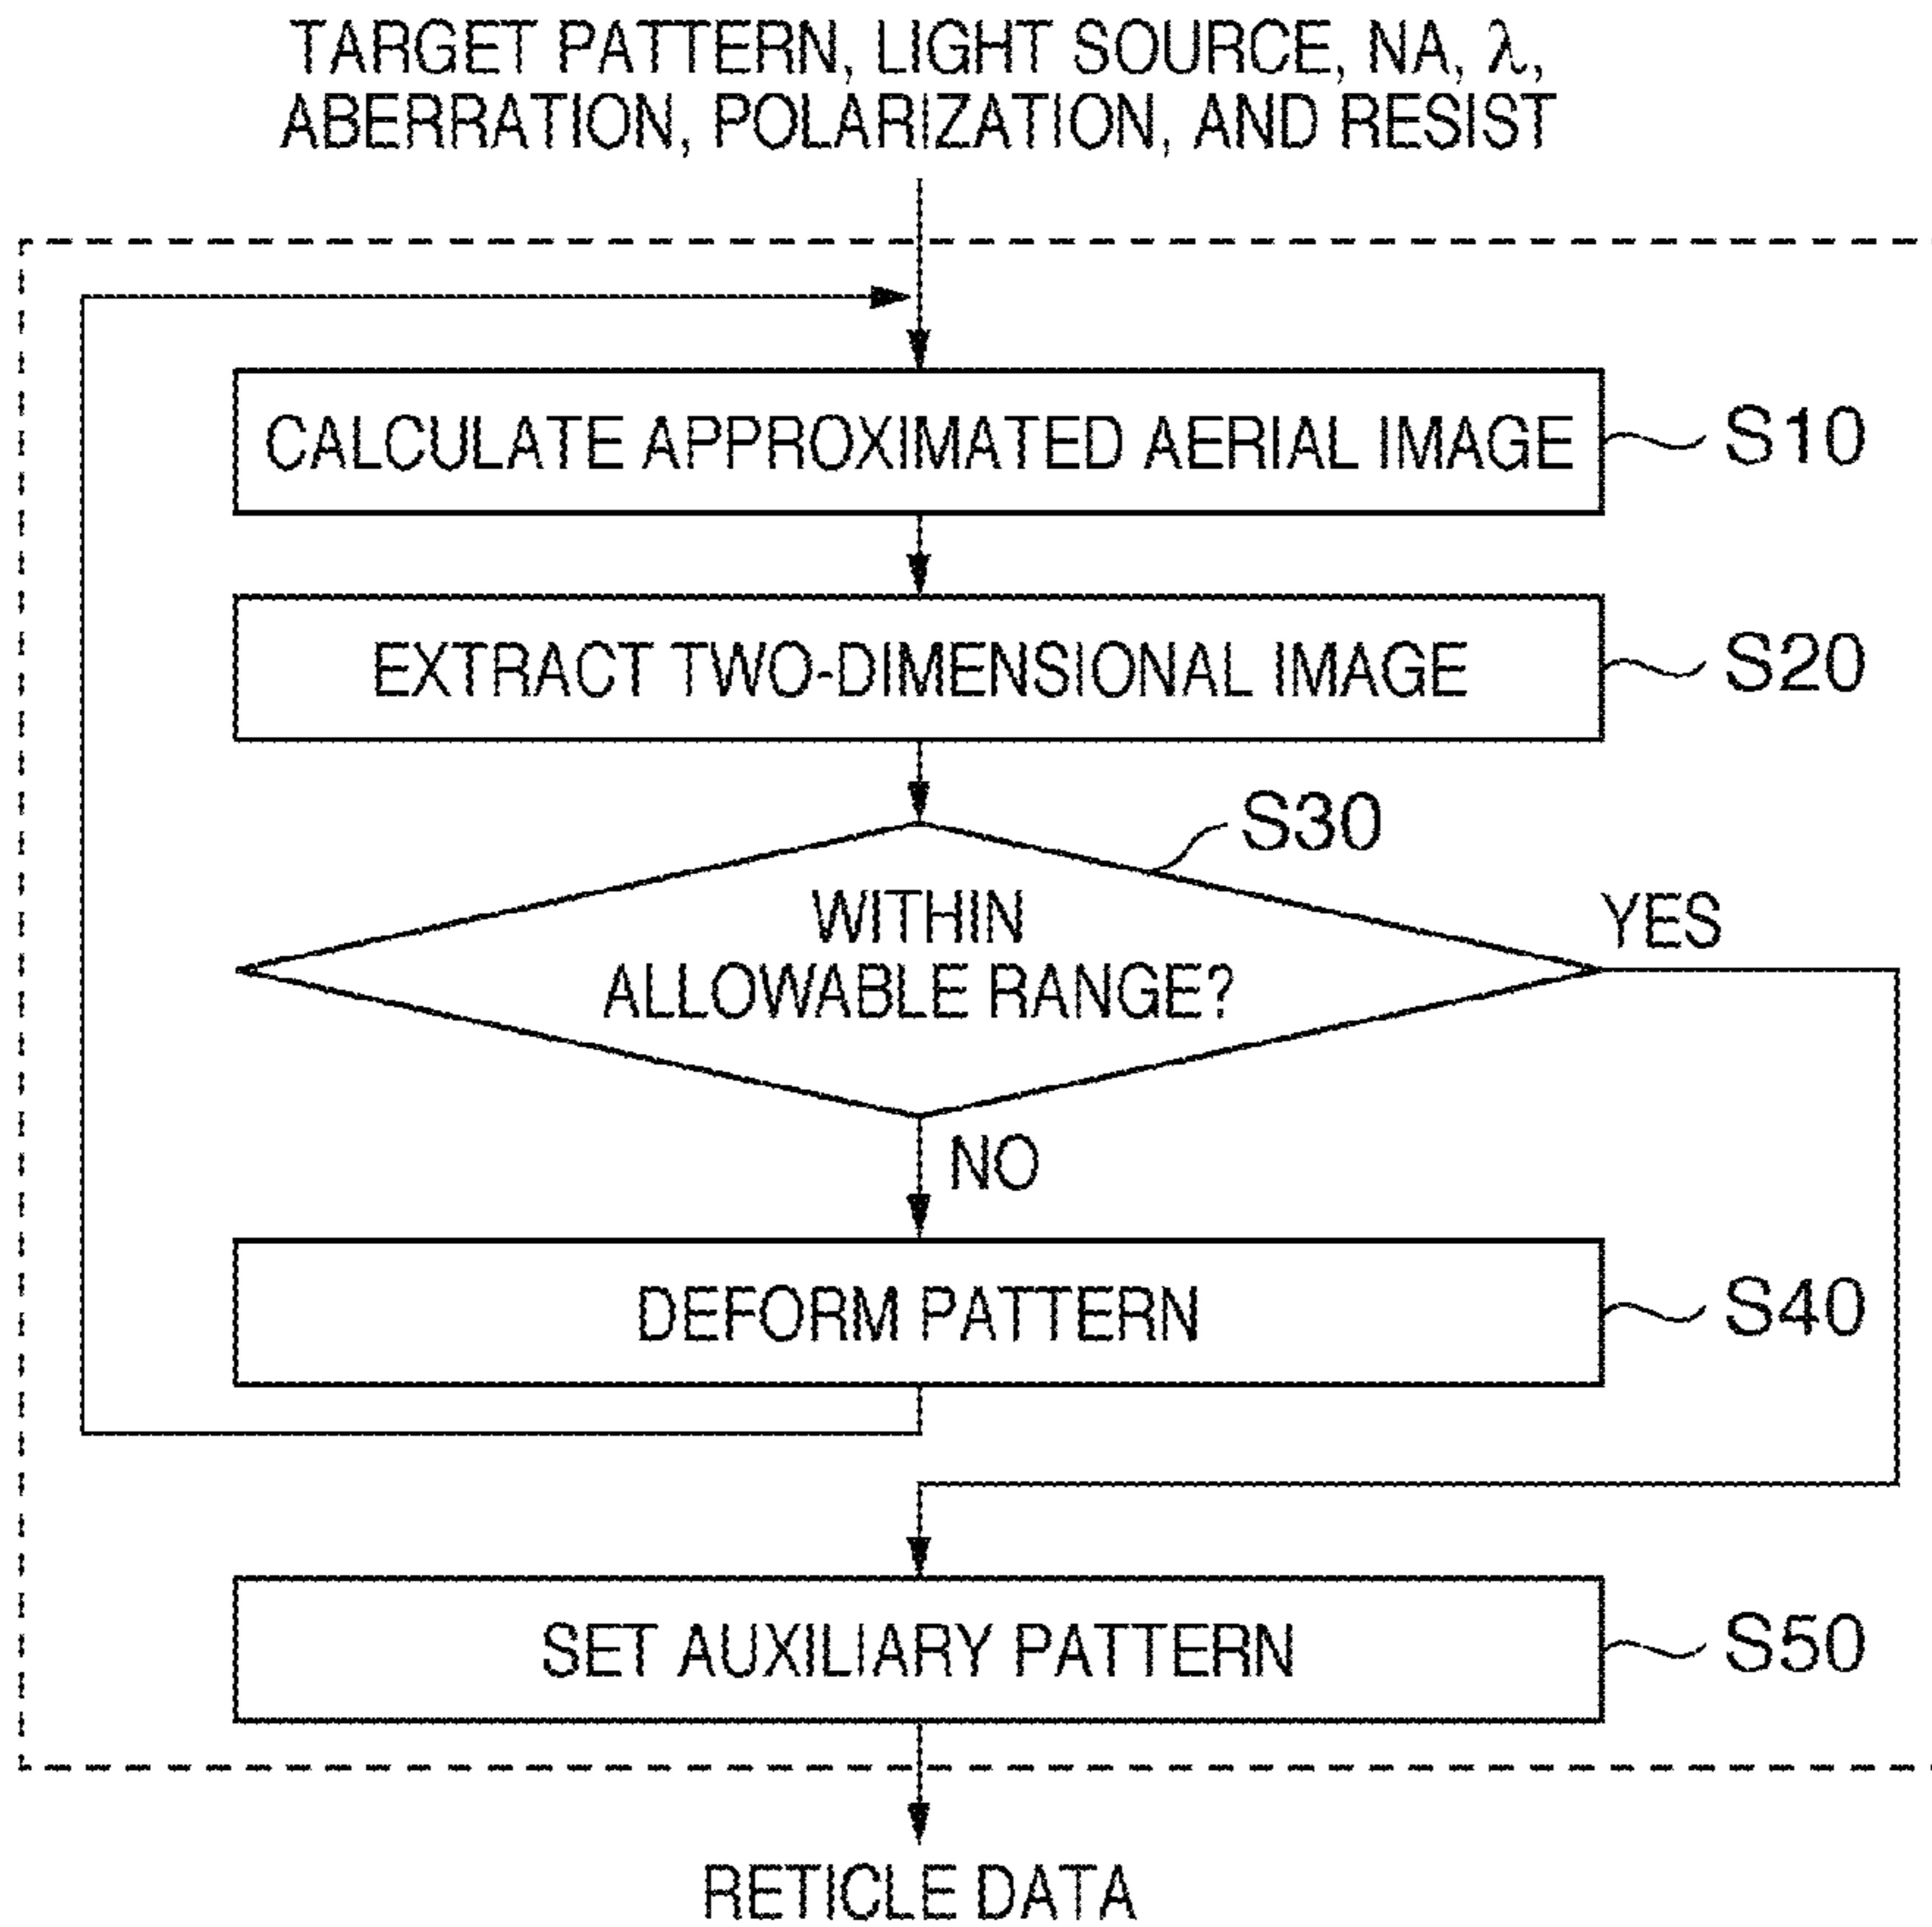 TARGET PATTERN, LIGHT SOURCE, NA, λ,
ABERRATION, POLARIZATION, AND RESIST
CALCULATE APPROXIMATED AERIAL IMAGE
S10
EXTRACT TWO-DIMENSIONAL IMAGE
S20
S30
WITHIN
ALLOWABLE RANGE?
YES
NO
DEFORM PATTERN
S40
SET AUXILIARY PATTERN
S50
RETICLE DATA